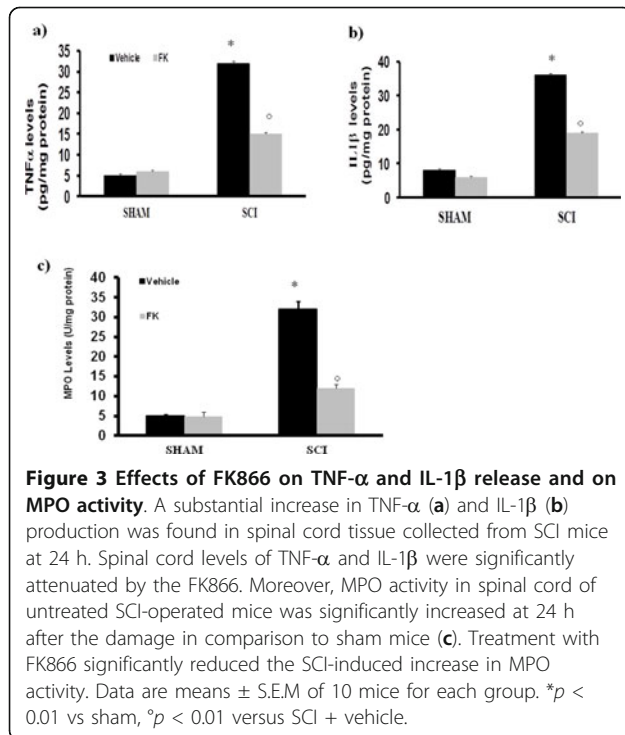 a)
35
30
25
20
15
10
5
0
TNFα levels
(pg/mg protein)
Vehicle FK
*
°
SHAM SCI
b)
40
30
20
10
0
IL1β levels
(pg/mg protein)
*
°
SHAM SCI
c)
40
35
30
25
20
15
10
5
0
MPO Levels (U/mg protein)
Vehicle
FK
*
°
SHAM SCI
Figure 3 Effects of FK866 on TNF-α and IL-1β release and on
MPO activity. A substantial increase in TNF-α (a) and IL-1β (b)
production was found in spinal cord tissue collected from SCI mice
at 24 h. Spinal cord levels of TNF-α and IL-1β were significantly
attenuated by the FK866. Moreover, MPO activity in spinal cord of
untreated SCI-operated mice was significantly increased at 24 h
after the damage in comparison to sham mice (c). Treatment with
FK866 significantly reduced the SCI-induced increase in MPO
activity. Data are means ± S.E.M of 10 mice for each group. *p <
0.01 vs sham, °p < 0.01 versus SCI + vehicle.